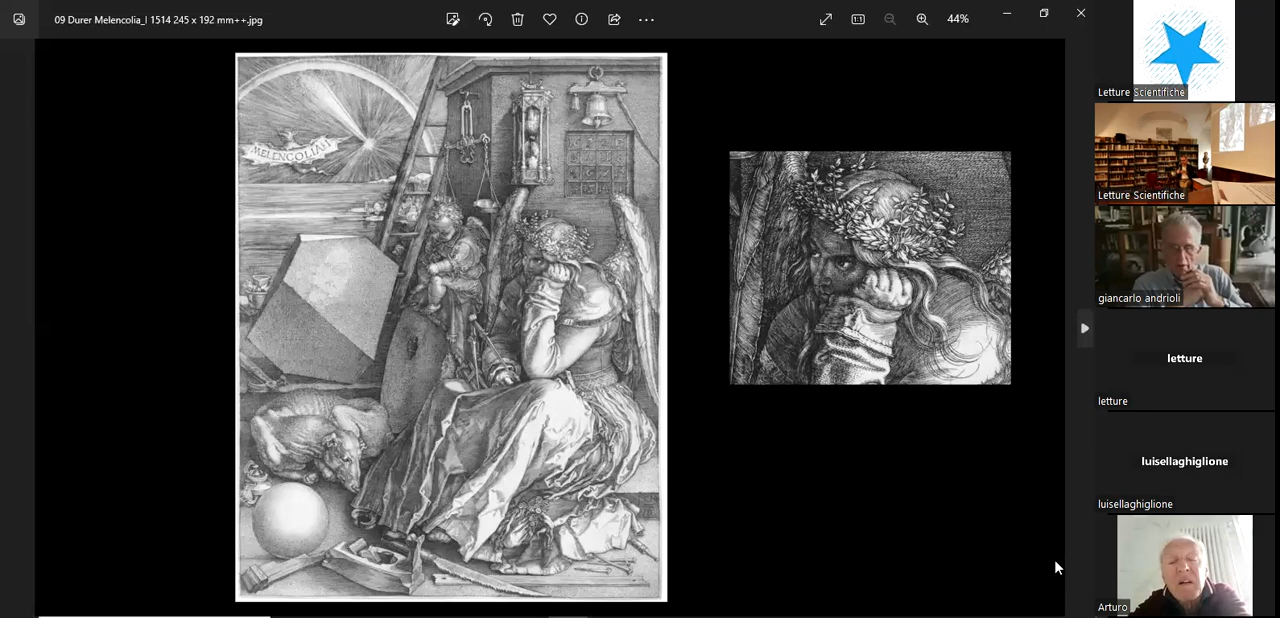 09 Durer Melencolia_I 1514 245 x 192 mm++.jpg
44%
MELENCOLIA I
Letture Scientifiche
Letture Scientifiche
giancarlo andrioli
letture
letture
luisellaghiglione
luisellaghiglione
Arturo